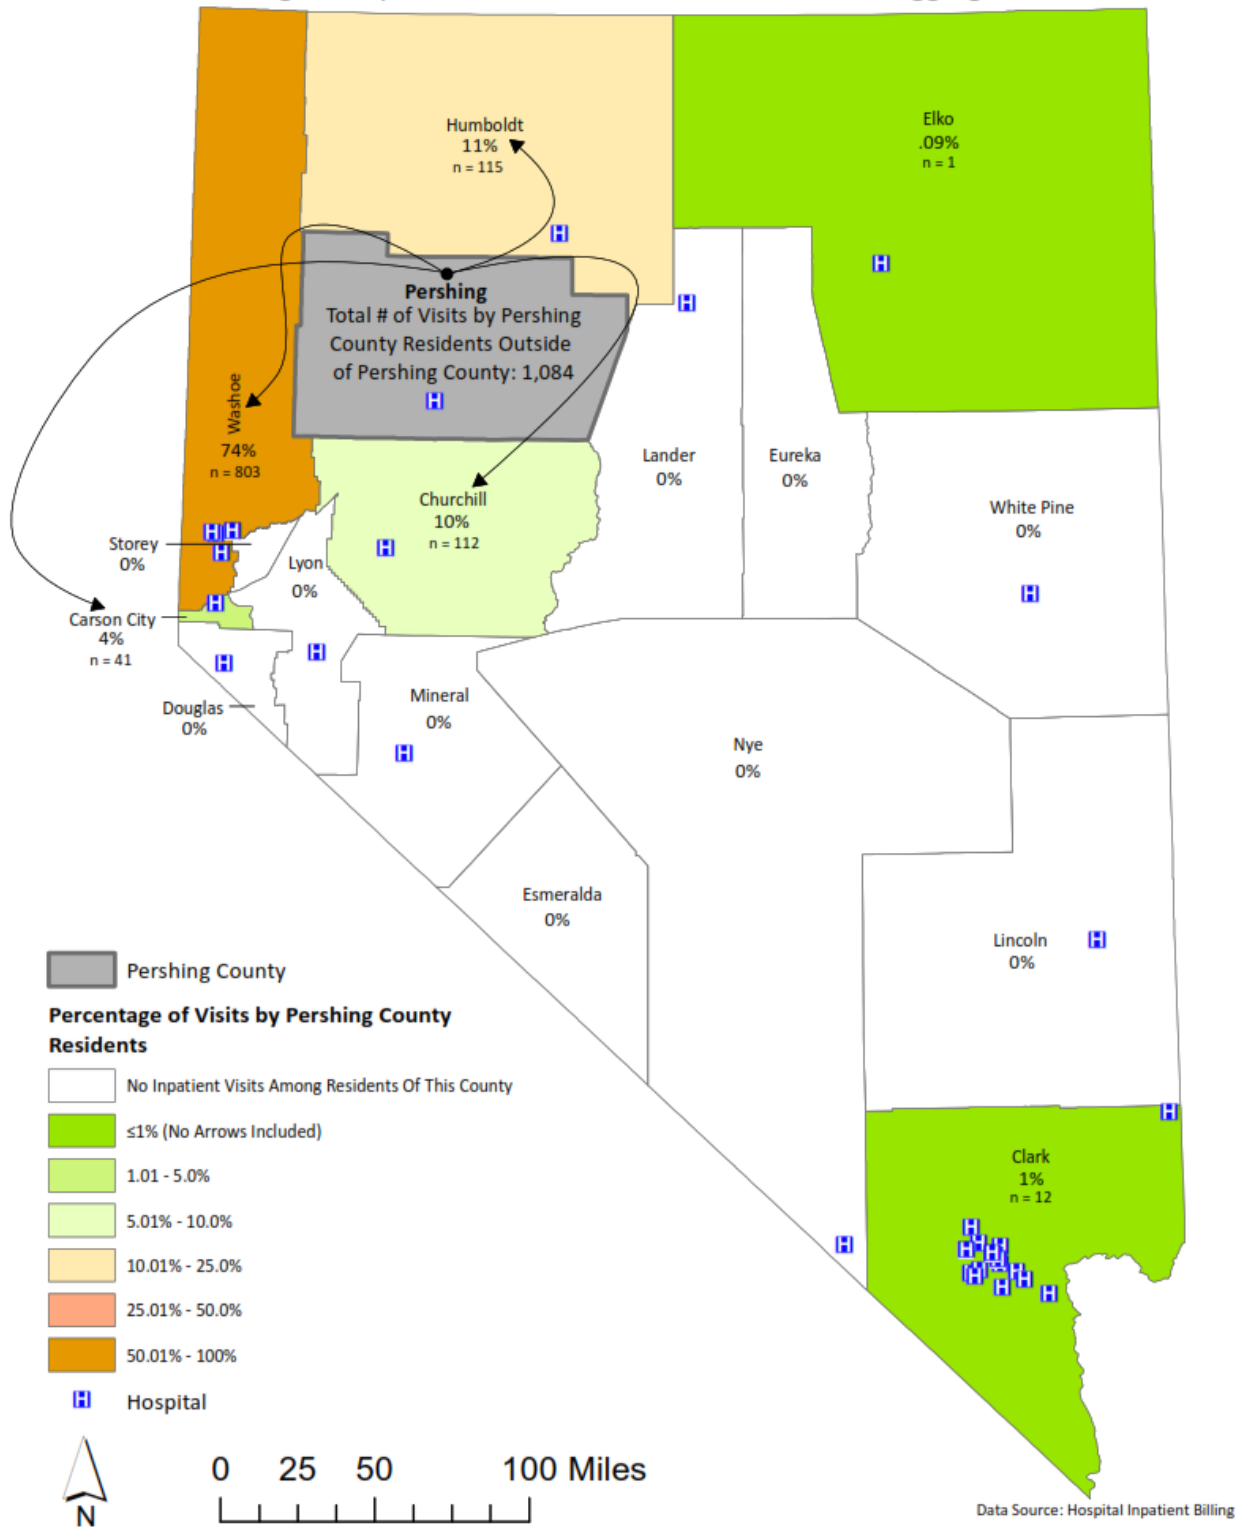 Humboldt
11%
n = 115
Elko
.09%
n = 1
Pershing
Total # of Visits by Pershing
County Residents Outside
of Pershing County: 1,084
Washoe
74%
n = 803
Churchill
10%
n = 112
Lander
0%
Eureka
0%
White Pine
0%
Storey
0%
Lyon
0%
Carson City
4%
n = 41
Douglas
0%
Mineral
0%
Nye
0%
Esmeralda
0%
Lincoln
0%
Clark
1%
n = 12
Pershing County
Percentage of Visits by Pershing County
Residents
No Inpatient Visits Among Residents Of This County
≤1% (No Arrows Included)
1.01 - 5.0%
5.01% - 10.0%
10.01% - 25.0%
25.01% - 50.0%
50.01% - 100%
H Hospital
N
0 25 50 100 Miles
Data Source: Hospital Inpatient Billing